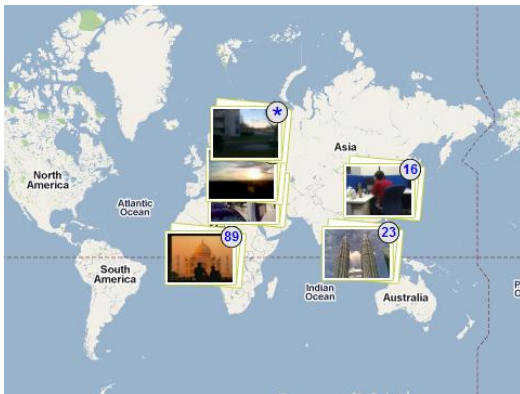 *
Asia
16
North
America
Atlantic
Ocean
89
23
South
America
Indian
Ocean
Australia